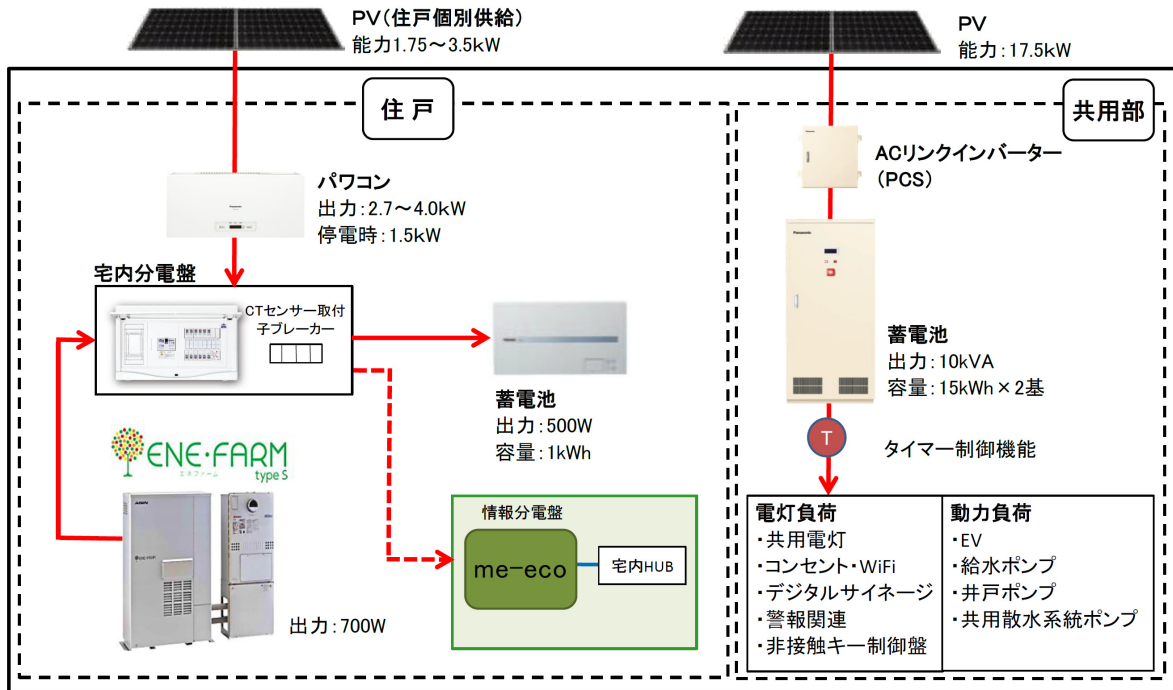 PV(住戸個別供給)
能力1.75～3.5kW
PV
能力:17.5kW
住戸
共用部
パワコン
出力:2.7～4.0kW
停電時:1.5kW
ACリンクインバーター
(PCS)
Panasonic
宅内分電盤
CTセンサー取付
子ブレーカー
蓄電池
出力:500W
容量:1kWh
蓄電池
出力:10kVA
容量:15kWh×2基
T
タイマー制御機能
ENE・FARM
エネファーム
type S
出力:700W
情報分電盤
me-eco
宅内HUB
電灯負荷
・共用電灯
・コンセント・WiFi
・デジタルサイネージ
・警報関連
・非接触キー制御盤
動力負荷
・EV
・給水ポンプ
・井戸ポンプ
・共用散水系統ポンプ